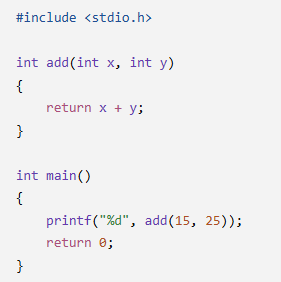 #include <stdio.h>

int add(int x, int y)
{
    return x + y;
}

int main()
{
    printf("%d", add(15, 25));
    return 0;
}